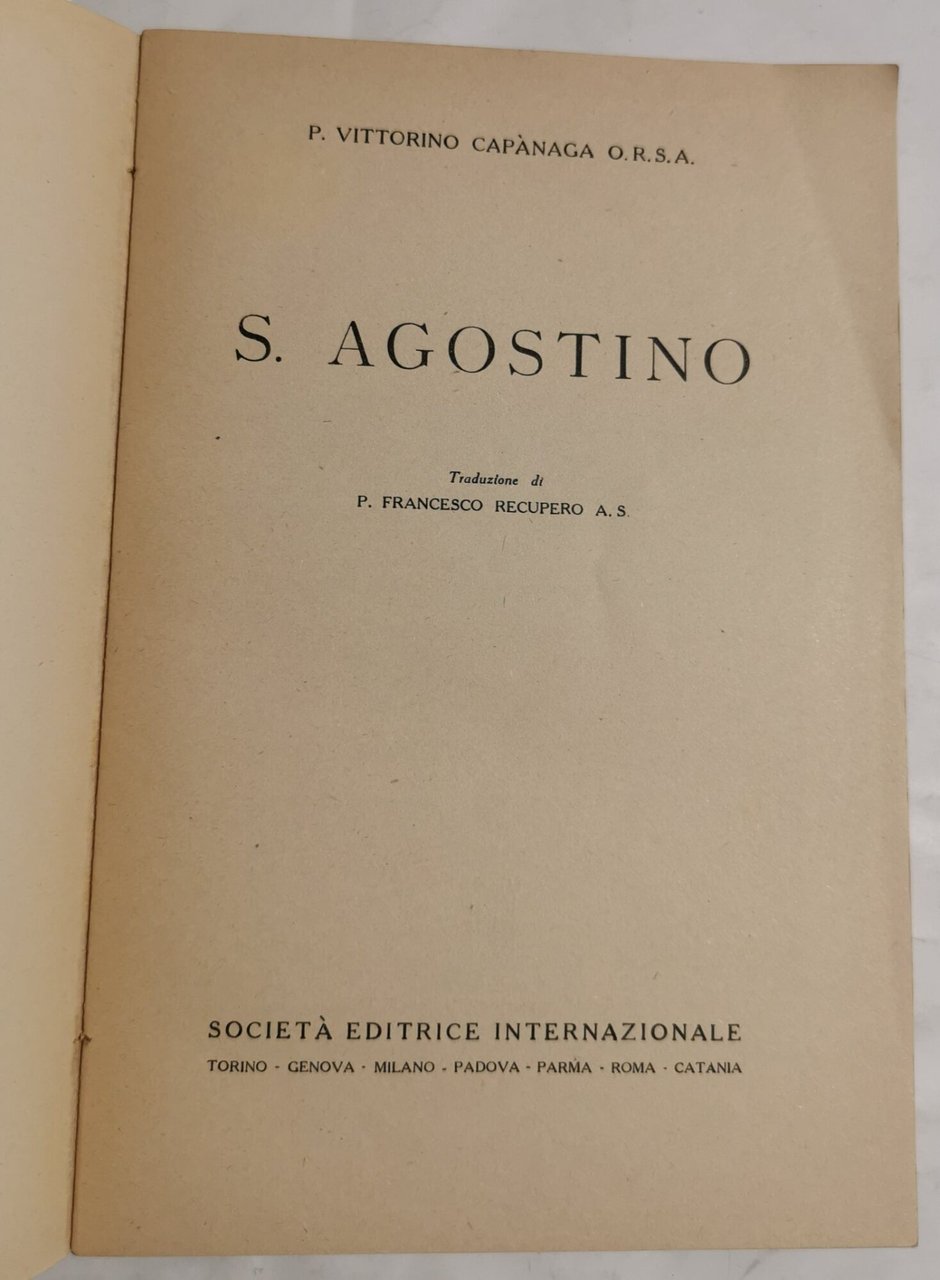 P. VITTORINO CAPÀNAGA O.R.S.A.
S. AGOSTINO
Traduzione di
P. FRANCESCO RECUPERO A.S.
SOCIETÀ EDITRICE INTERNAZIONALE
TORINO - GENOVA - MILANO - PADOVA - PARMA - ROMA - CATANIA